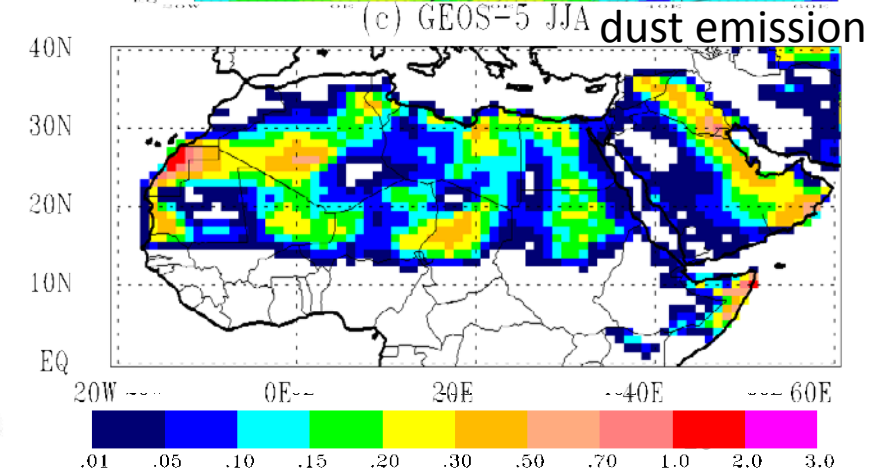 (c) GEOS-5 JJA dust emission
40N
30N
20N
10N
EQ
20W 0E 20E 40E 60E
.01 .05 .10 .15 .20 .30 .50 .70 1.0 2.0 3.0